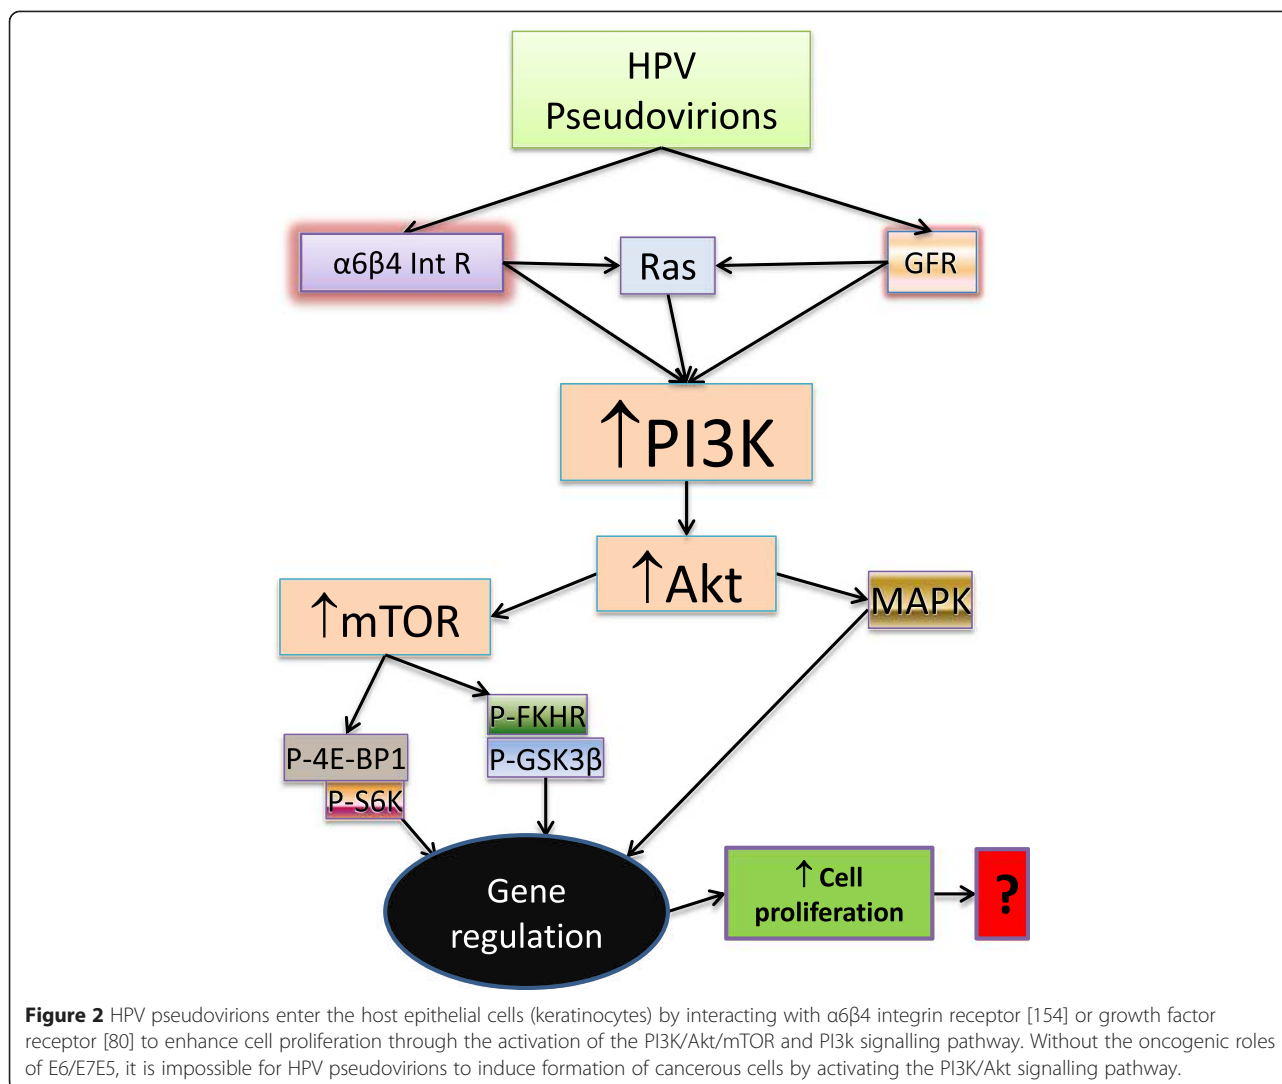 HPV
Pseudovirions
α6β4 Int R
Ras
GFR
↑PI3K
↑Akt
↑mTOR
MAPK
P-FKHR
P-4E-BP1
P-GSK3β
P-S6K
Gene
regulation
↑ Cell
proliferation
?
Figure 2 HPV pseudovirions enter the host epithelial cells (keratinocytes) by interacting with α6β4 integrin receptor [154] or growth factor
receptor [80] to enhance cell proliferation through the activation of the PI3K/Akt/mTOR and PI3k signalling pathway. Without the oncogenic roles
of E6/E7E5, it is impossible for HPV pseudovirions to induce formation of cancerous cells by activating the PI3K/Akt signalling pathway.